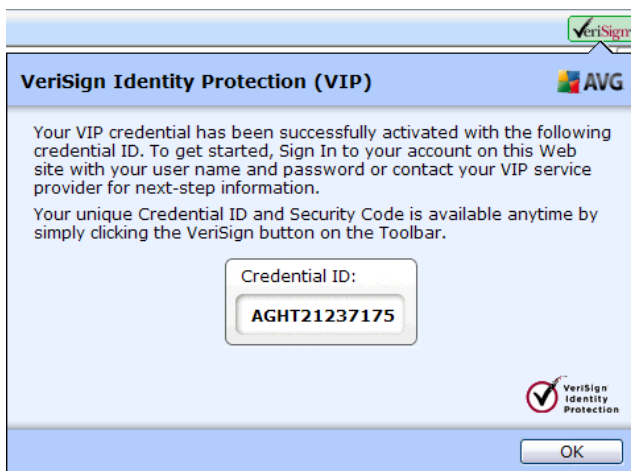 VeriSign
VeriSign Identity Protection (VIP)
AVG
Your VIP credential has been successfully activated with the following
credential ID. To get started, Sign In to your account on this Web
site with your user name and password or contact your VIP service
provider for next-step information.
Your unique Credential ID and Security Code is available anytime by
simply clicking the VeriSign button on the Toolbar.
Credential ID:
AGHT21237175
VeriSign
Identity
Protection
OK